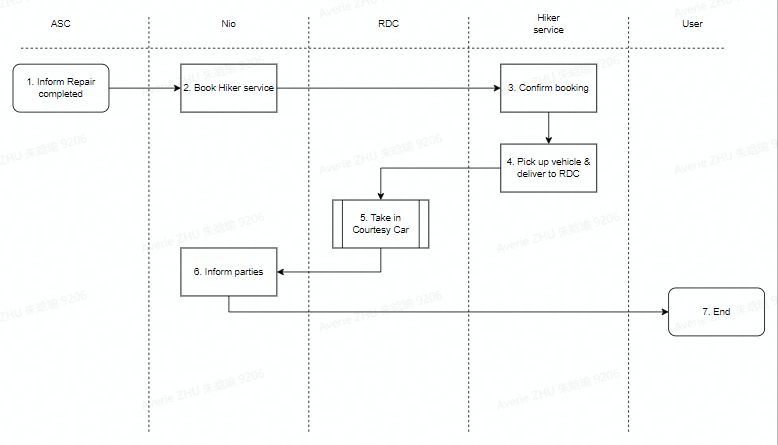 ASC
Nio
RDC
Hiker
service
User
1. Inform Repair
completed
2. Book Hiker service
3. Confirm booking
4. Pick up vehicle &
deliver to RDC
5. Take in
Courtesy Car
6. Inform parties
7. End
Averie ZHU 朱晗瑜 9206